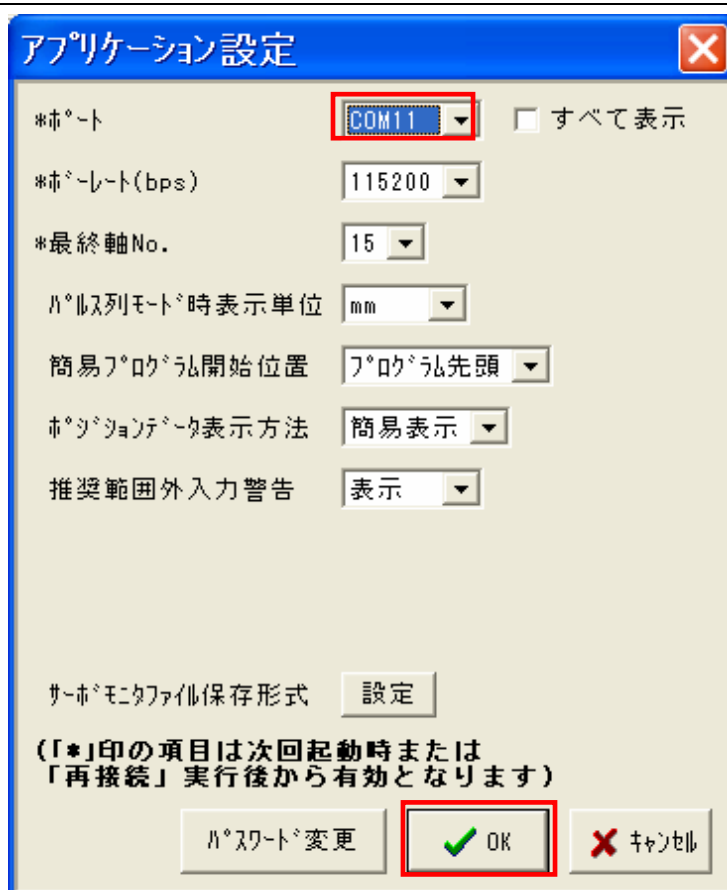 アプリケーション設定
*ﾎﾟｰﾄ COM11 すべて表示
*ﾎﾞｰﾚｰﾄ(bps) 115200
*最終軸No. 15
ﾊﾟﾙｽ列ﾓｰﾄﾞ時表示単位 mm
簡易ﾌﾟﾛｸﾞﾗﾑ開始位置 ﾌﾟﾛｸﾞﾗﾑ先頭
ﾎﾟｼﾞｼｮﾝﾃﾞｰﾀ表示方法 簡易表示
推奨範囲外入力警告 表示
ｻｰﾎﾞﾓﾆﾀﾌｧｲﾙ保存形式 設定
(｢*｣印の項目は次回起動時または
「再接続」実行後から有効となります)
ﾊﾟｽﾜｰﾄﾞ変更 OK ｷｬﾝｾﾙ